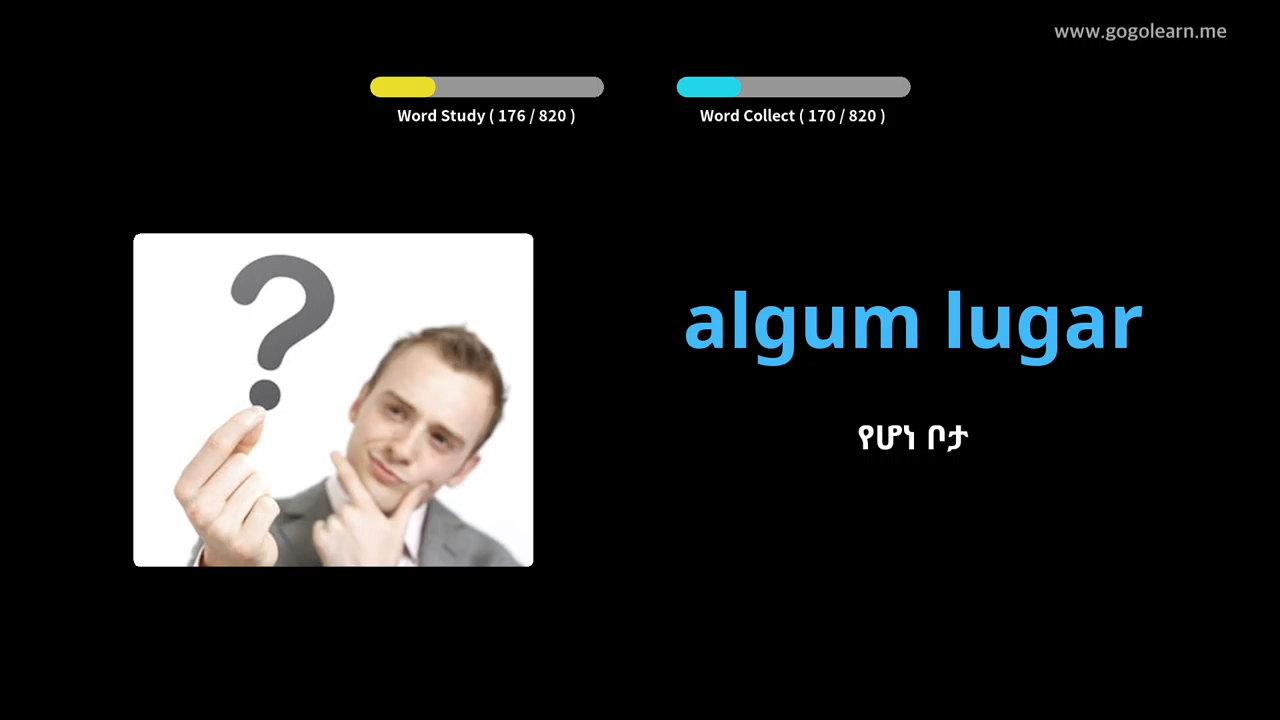 www.gogolearn.me
Word Study ( 176 / 820 )
Word Collect ( 170 / 820 )
algum lugar
የሆነ ቦታ